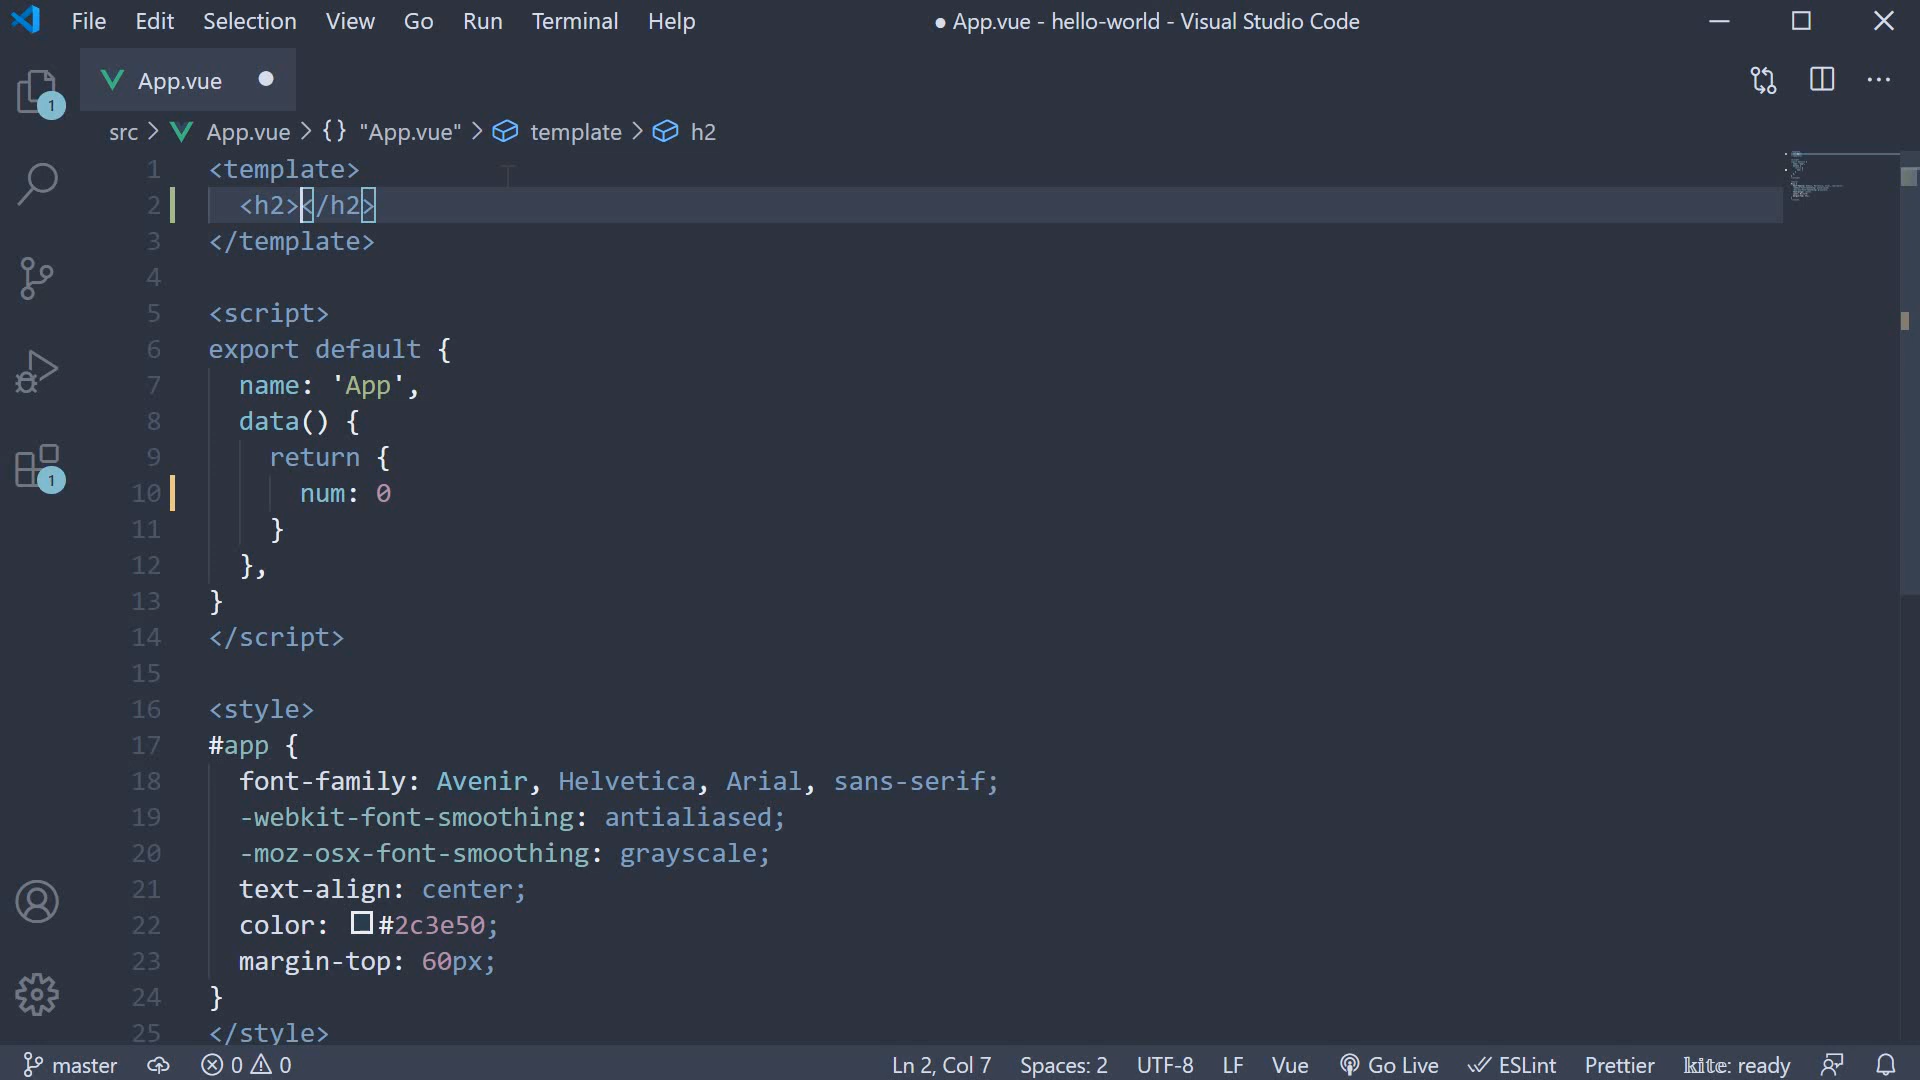 File Edit Selection View Go Run Terminal Help ● App.vue - hello-world - Visual Studio Code
App.vue ●
1
src > App.vue > {} "App.vue" > template > h2
1 <template>
2 <h2></h2>
3 </template>
4
5 <script>
6 export default {
7 name: 'App',
8 data() {
9 return {
10 num: 0
11 }
12 },
13 }
14 </script>
15
16 <style>
17 #app {
18 font-family: Avenir, Helvetica, Arial, sans-serif;
19 -webkit-font-smoothing: antialiased;
20 -moz-osx-font-smoothing: grayscale;
21 text-align: center;
22 color: #2c3e50;
23 margin-top: 60px;
24 }
25 </style>
1
master 0 0 Ln 2, Col 7 Spaces: 2 UTF-8 LF Vue Go Live ESLint Prettier kite: ready